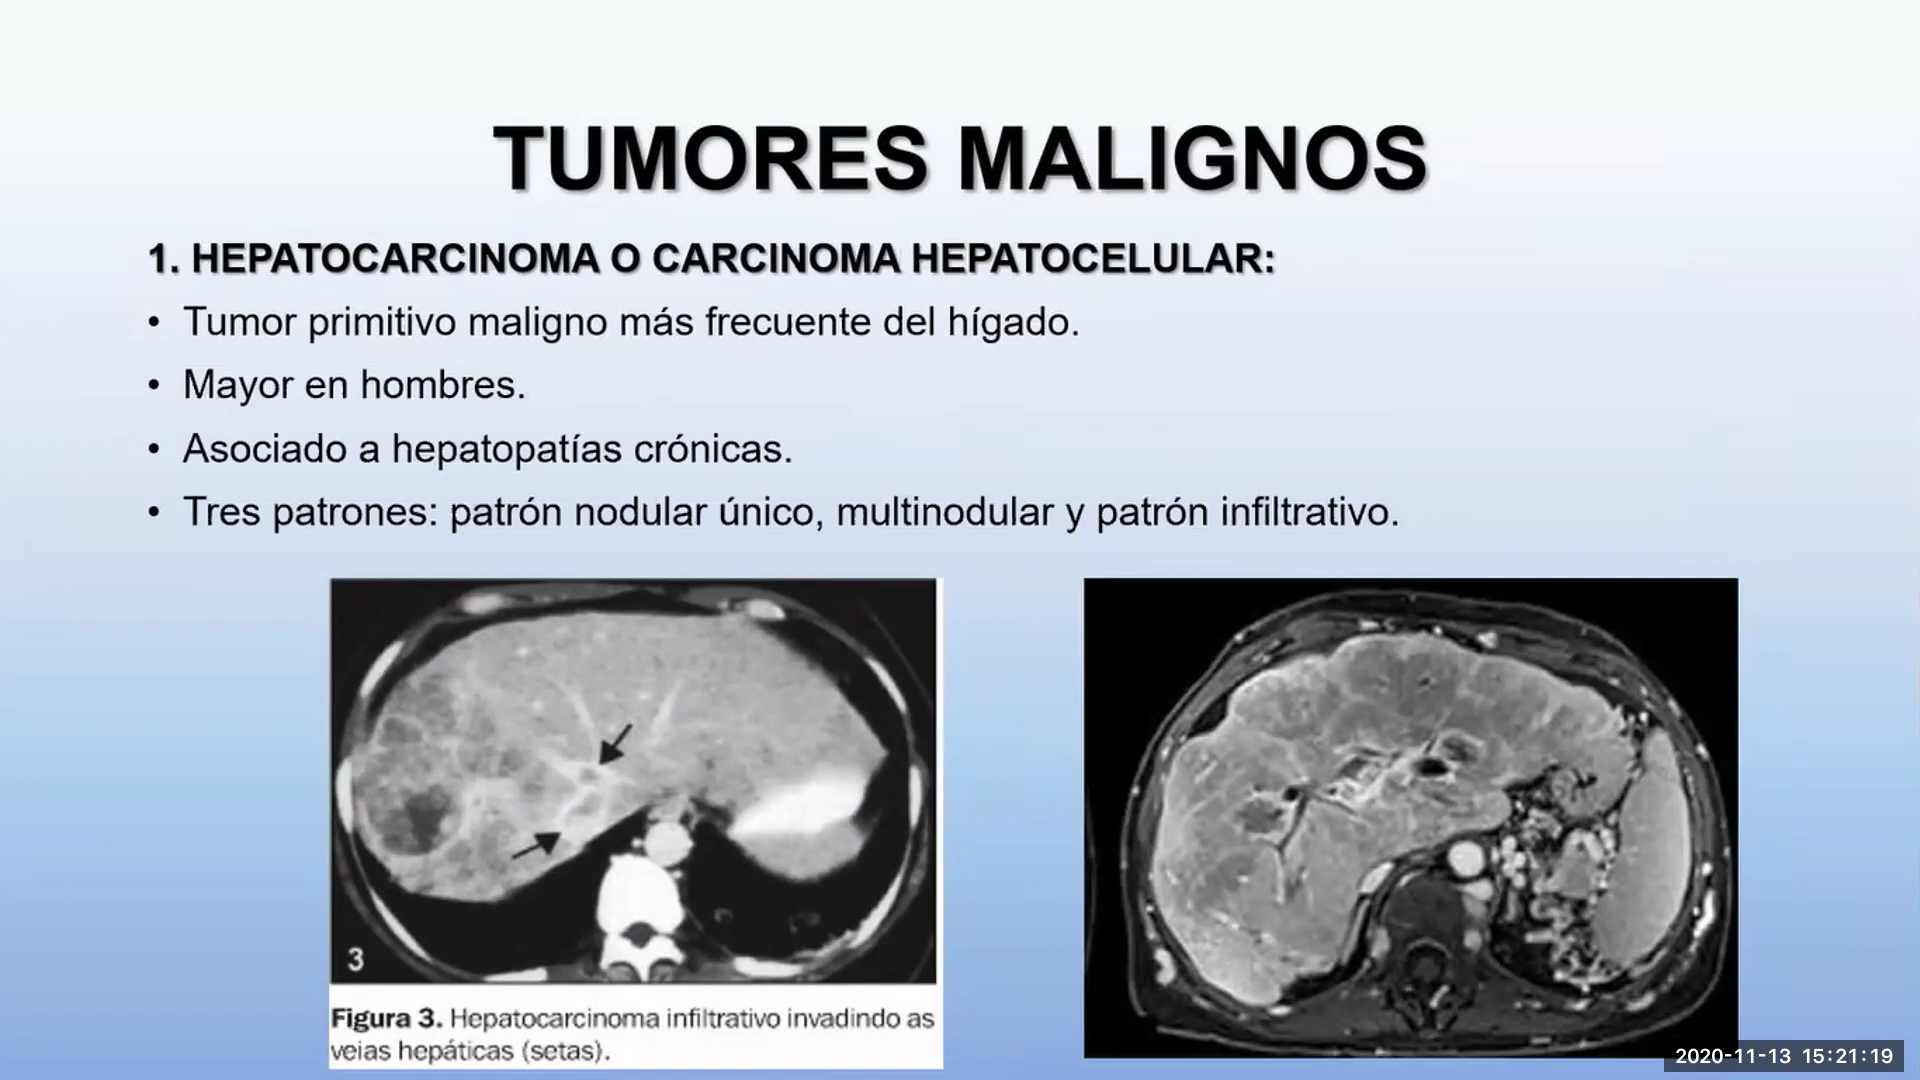 TUMORES MALIGNOS
1. HEPATOCARCINOMA O CARCINOMA HEPATOCELULAR:
• Tumor primitivo maligno más frecuente del hígado.
• Mayor en hombres.
• Asociado a hepatopatías crónicas.
• Tres patrones: patrón nodular único, multinodular y patrón infiltrativo.
3
Figura 3. Hepatocarcinoma infiltrativo invadindo as
veias hepáticas (setas).
2020-11-13 15:21:19